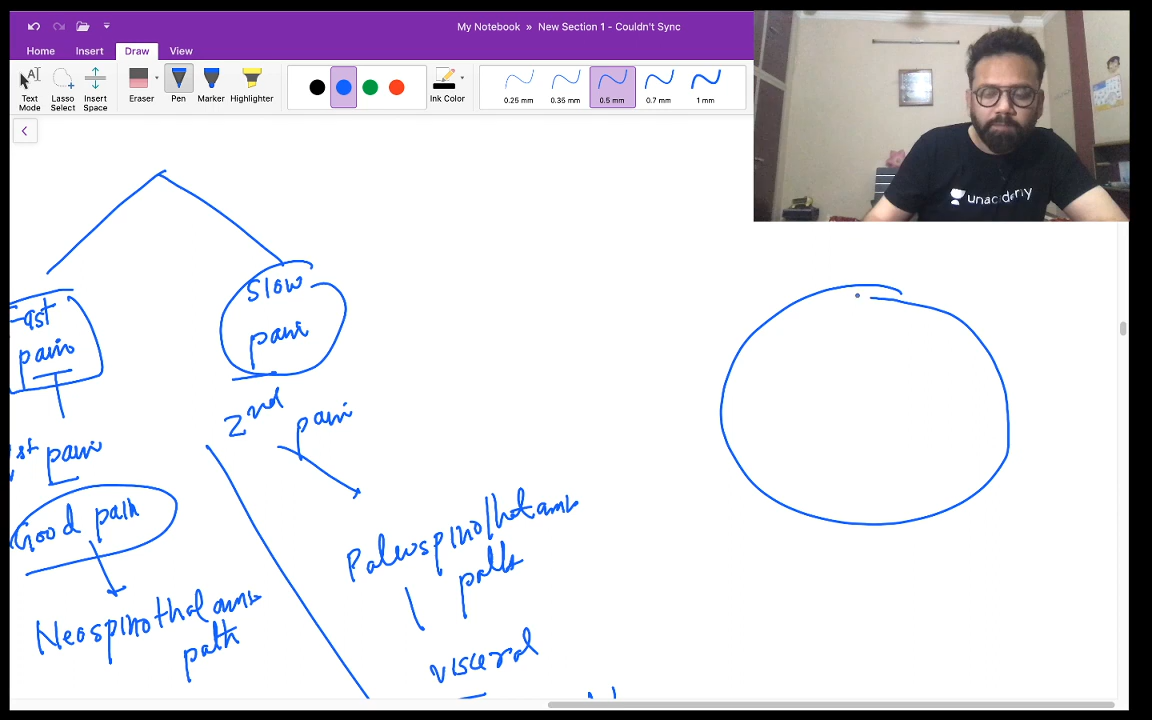 My Notebook > New Section 1 - Couldn't Sync
Home Insert Draw View
Text Mode
Lasso Select
Insert Space
Eraser
Pen
Marker
Highlighter
Ink Color
0.25 mm
0.35 mm
0.5 mm
0.7 mm
1 mm
unacademy
Fast
pain
Slow
pain
1st pain
2nd pain
Good path
Neospinothalamic
path
Paleospinothalamic
path
visceral